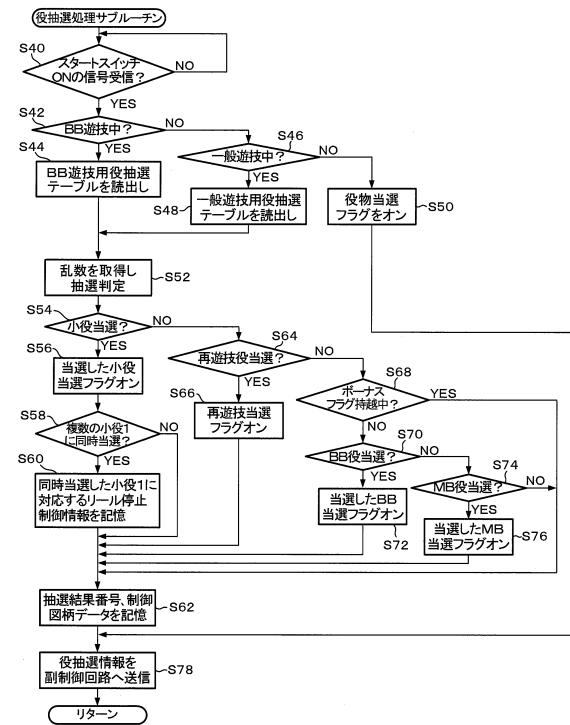 役抽選処理サブルーチン
S40
スタートスイッチ
ONの信号受信？
NO
YES
S42
BB遊技中？
NO
YES
S44
BB遊技用役抽選
テーブルを読出し
S46
一般遊技中？
NO
YES
S48
一般遊技用役抽選
テーブルを読出し
役物当選
フラグをオン
S50
乱数を取得し
抽選判定
S52
S54
小役当選？
NO
YES
S56
当選した小役
当選フラグオン
S58
複数の小役1
に同時当選？
NO
YES
S60
同時当選した小役1に
対応するリール停止
制御情報を記憶
S64
再遊技役当選？
NO
YES
S66
再遊技当選
フラグオン
S68
ボーナス
フラグ持越中？
YES
NO
S70
BB役当選？
NO
YES
当選したBB
当選フラグオン
S72
S74
MB役当選？
NO
YES
当選したMB
当選フラグオン
S76
抽選結果番号、制御
図柄データを記憶
S62
役抽選情報を
副制御回路へ送信
S78
リターン